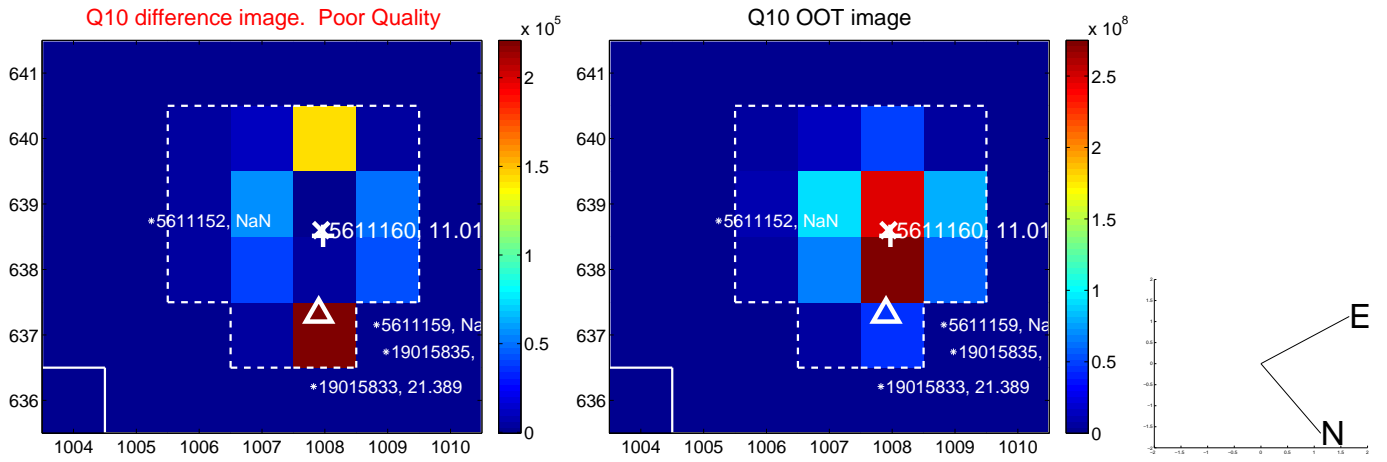 Q10 difference image. Poor Quality
x 10^5
641
640
639
638
637
636
1004 1005 1006 1007 1008 1009 1010
2
1.5
1
0.5
0
*5611152, NaN
5611160, 11.01
*5611159, Na
*19015835,
*19015833, 21.389
Q10 OOT image
x 10^8
641
640
639
638
637
636
1004 1005 1006 1007 1008 1009 1010
2.5
2
1.5
1
0.5
0
*5611152, NaN
5611160, 11.01
*5611159, Na
*19015835,
*19015833, 21.389
E
N